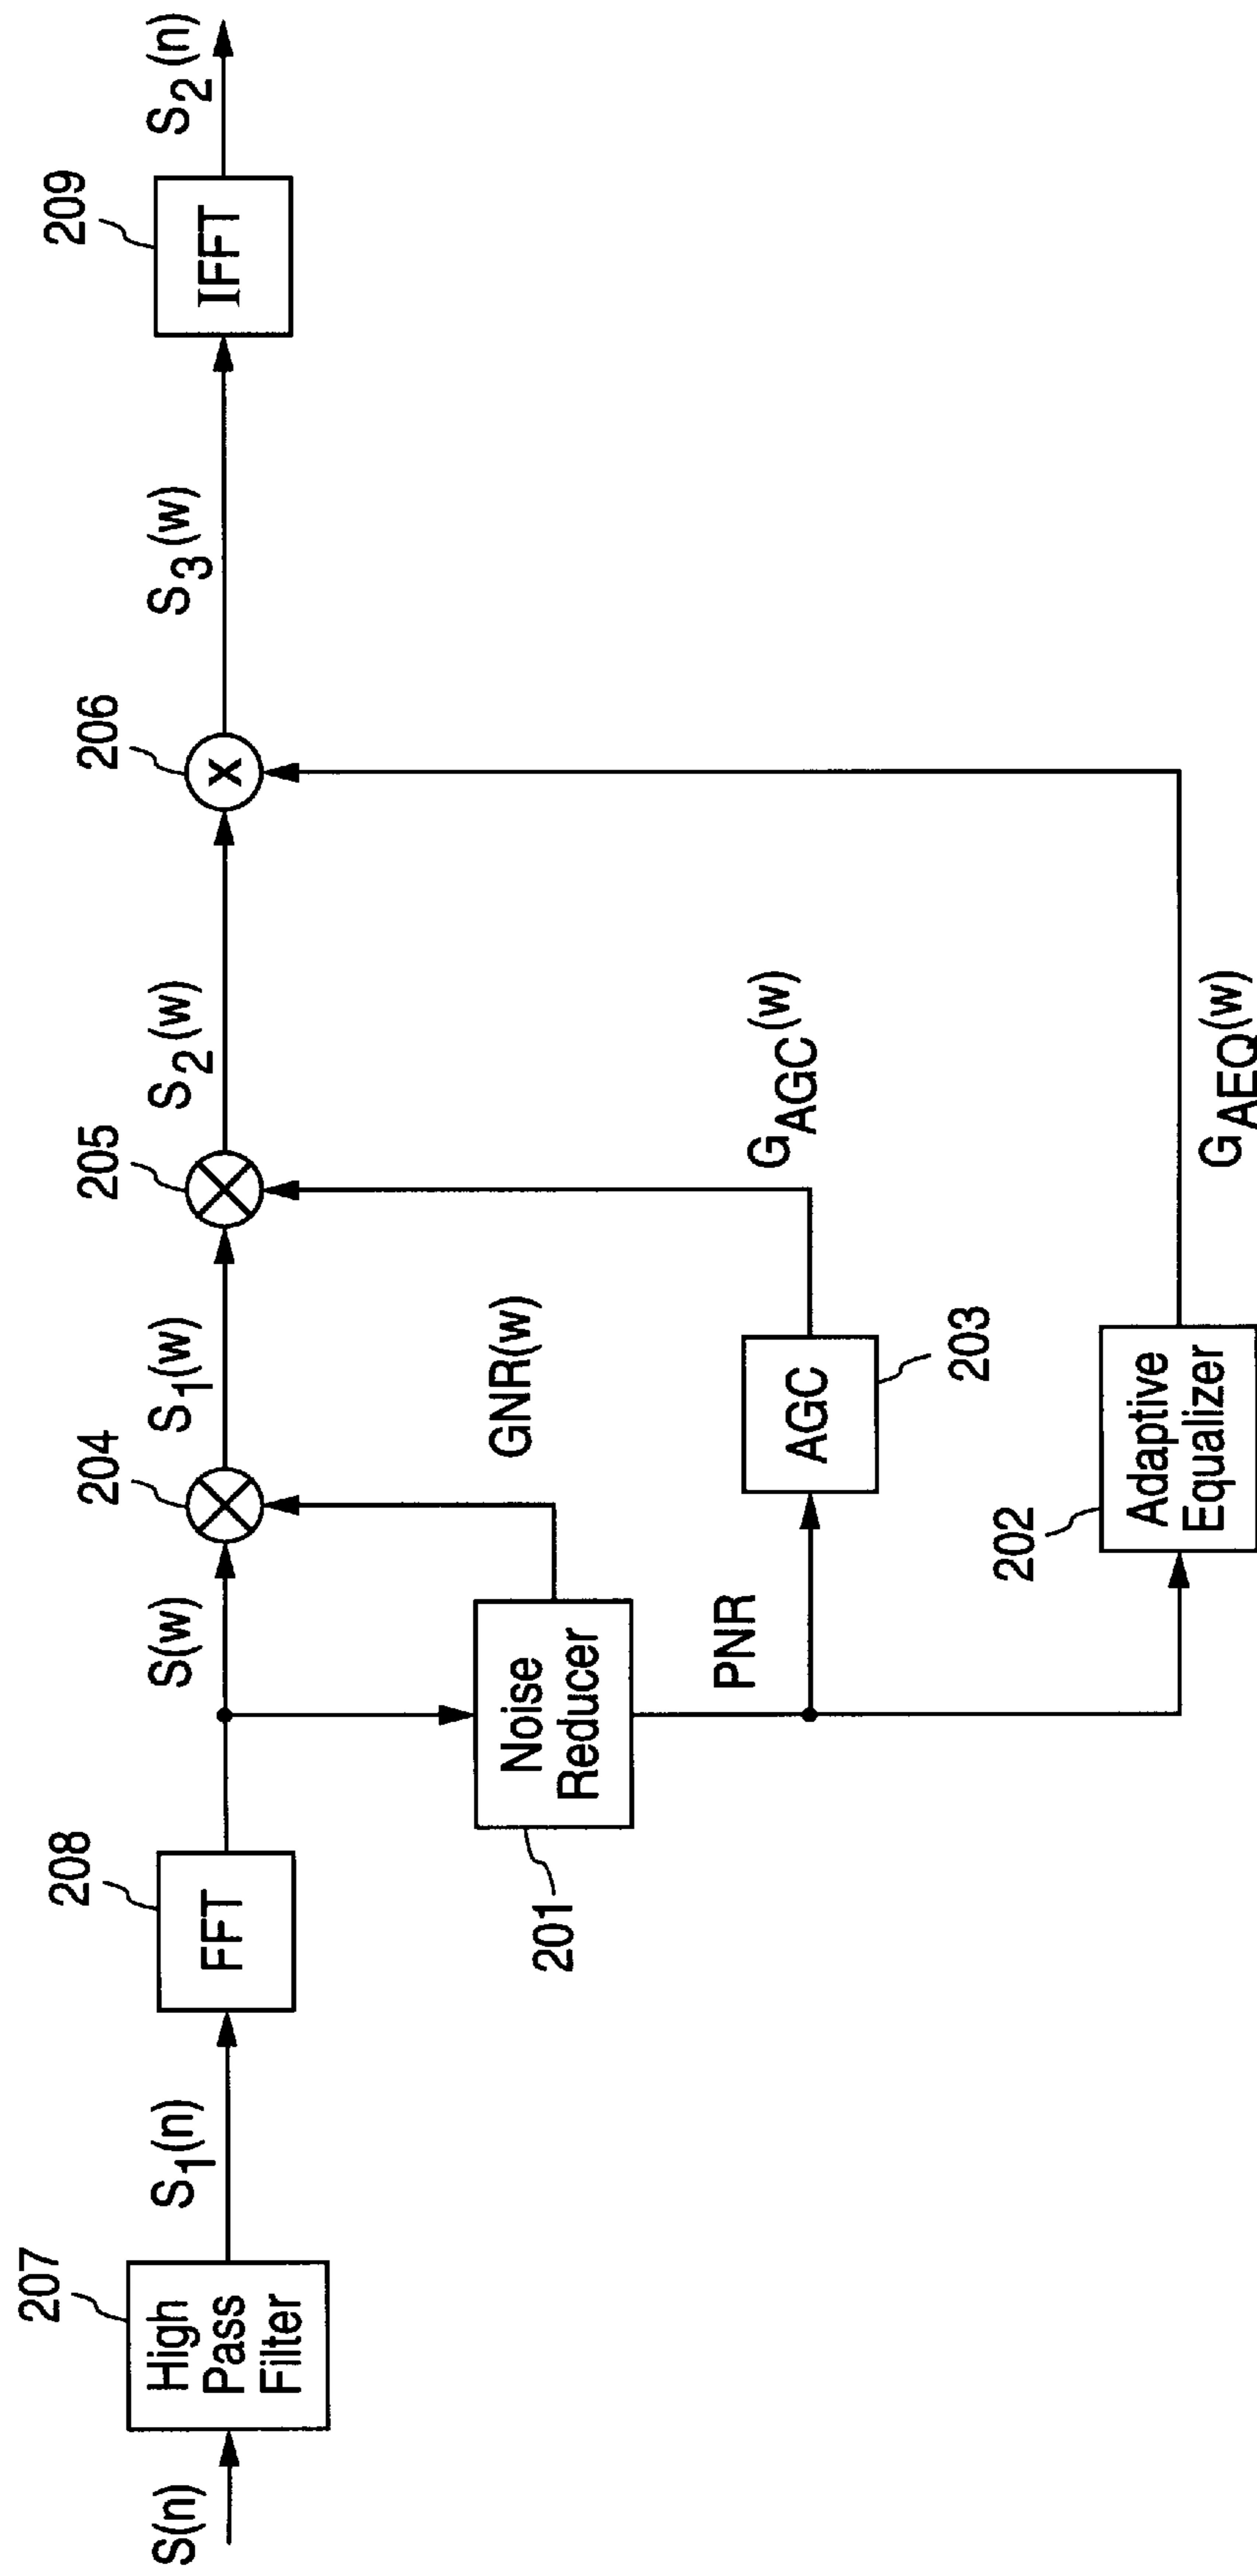 S(n)
207
High
Pass
Filter
S1(n)
208
FFT
S(w)
204
S1(w)
205
S2(w)
206
S3(w)
209
IFFT
S2(n)
201
Noise
Reducer
GNR(w)
PNR
AGC
203
GAGC(w)
202
Adaptive
Equalizer
GAEQ(w)